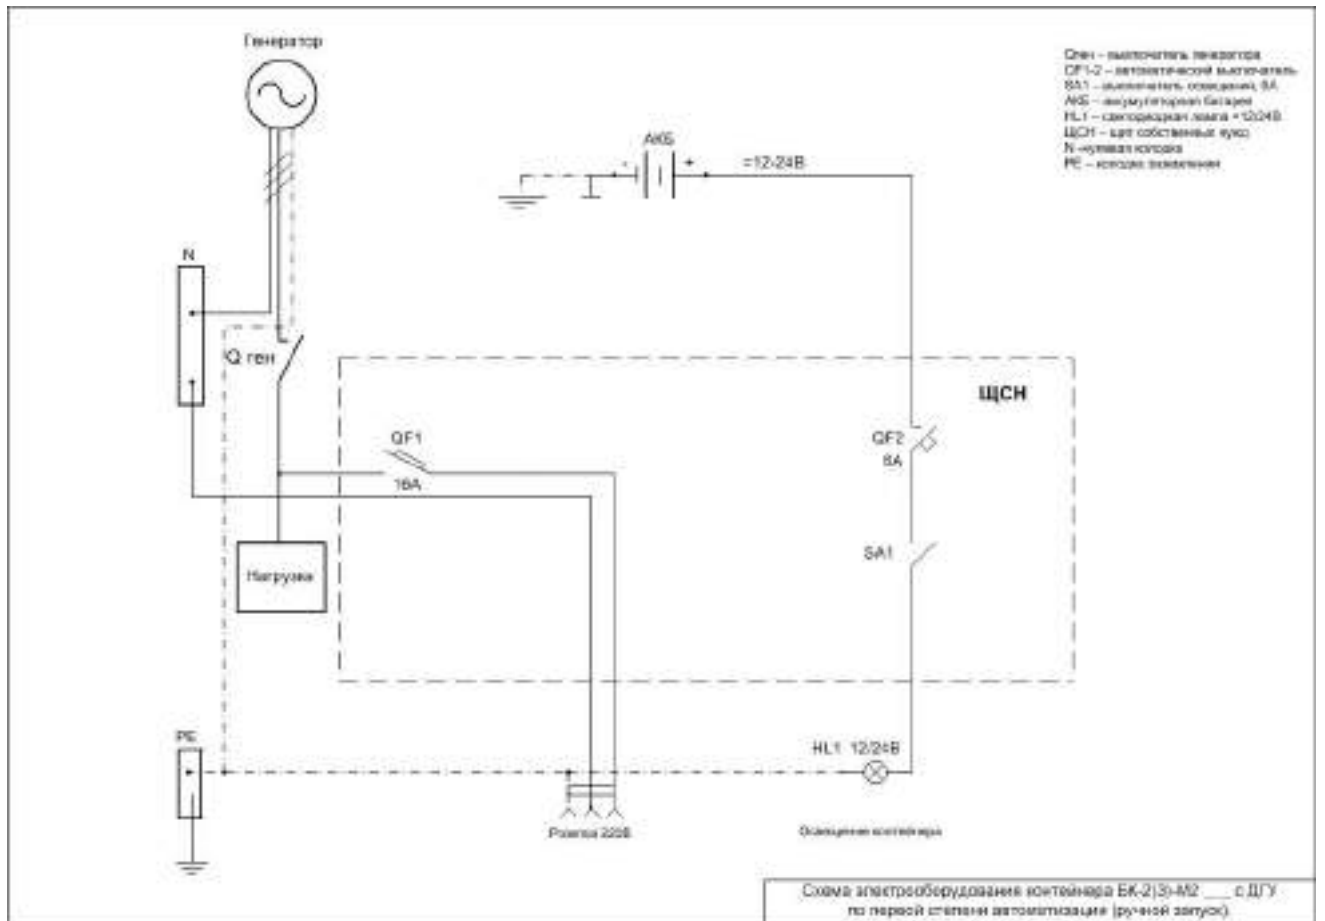 Генератор
Qген – выключатель генератора
QF1-2 – автоматический выключатель
SA1 – выключатель освещения, 6А
АКБ – аккумуляторная батарея
HL1 – светодиодная лампа =12/24В
ЩСН – щит собственных нужд
N -нулевая колодка
PE – колодка заземления
АКБ
- + =12-24В
N
Q ген
ЩСН
QF1
16А
QF2
6А
SA1
Нагрузка
PE
HL1 12/24В
Розетка 220В
Освещение контейнера
Схема электрооборудования контейнера БК-2(3)-М2 ___ с ДГУ
по первой степени автоматизации (ручной запуск)